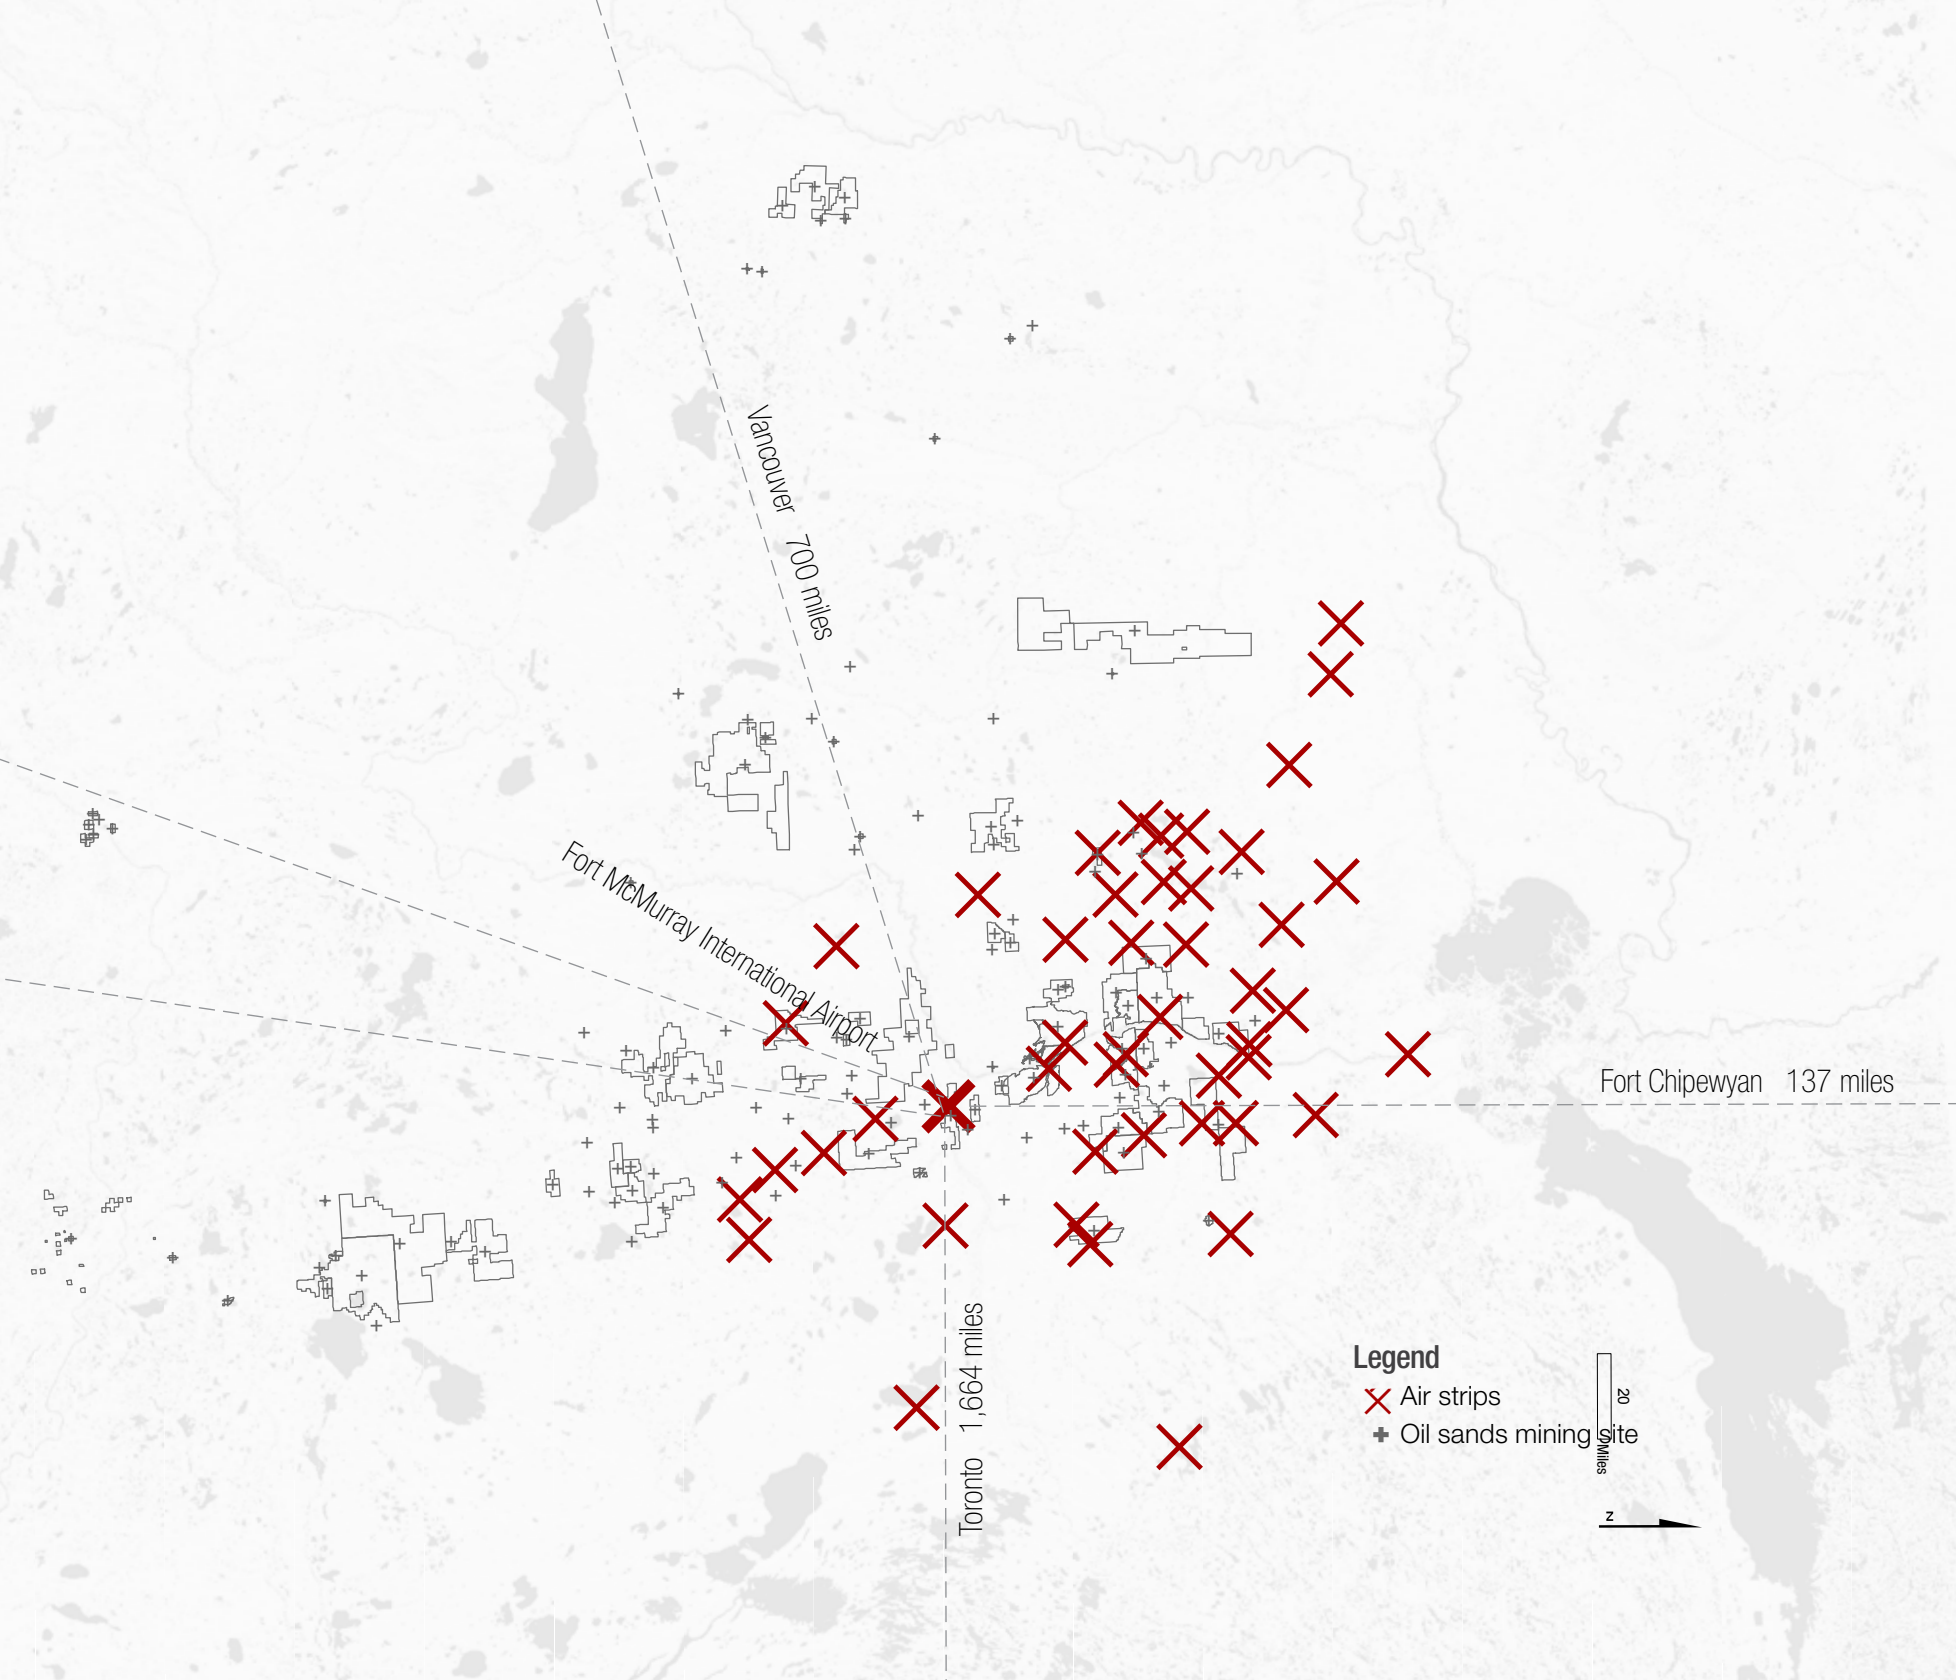 Vancouver 700 miles
Fort McMurray International Airport
Fort Chipewyan 137 miles
Toronto 1,664 miles
Legend
Air strips
Oil sands mining site
20
0 Miles
Z